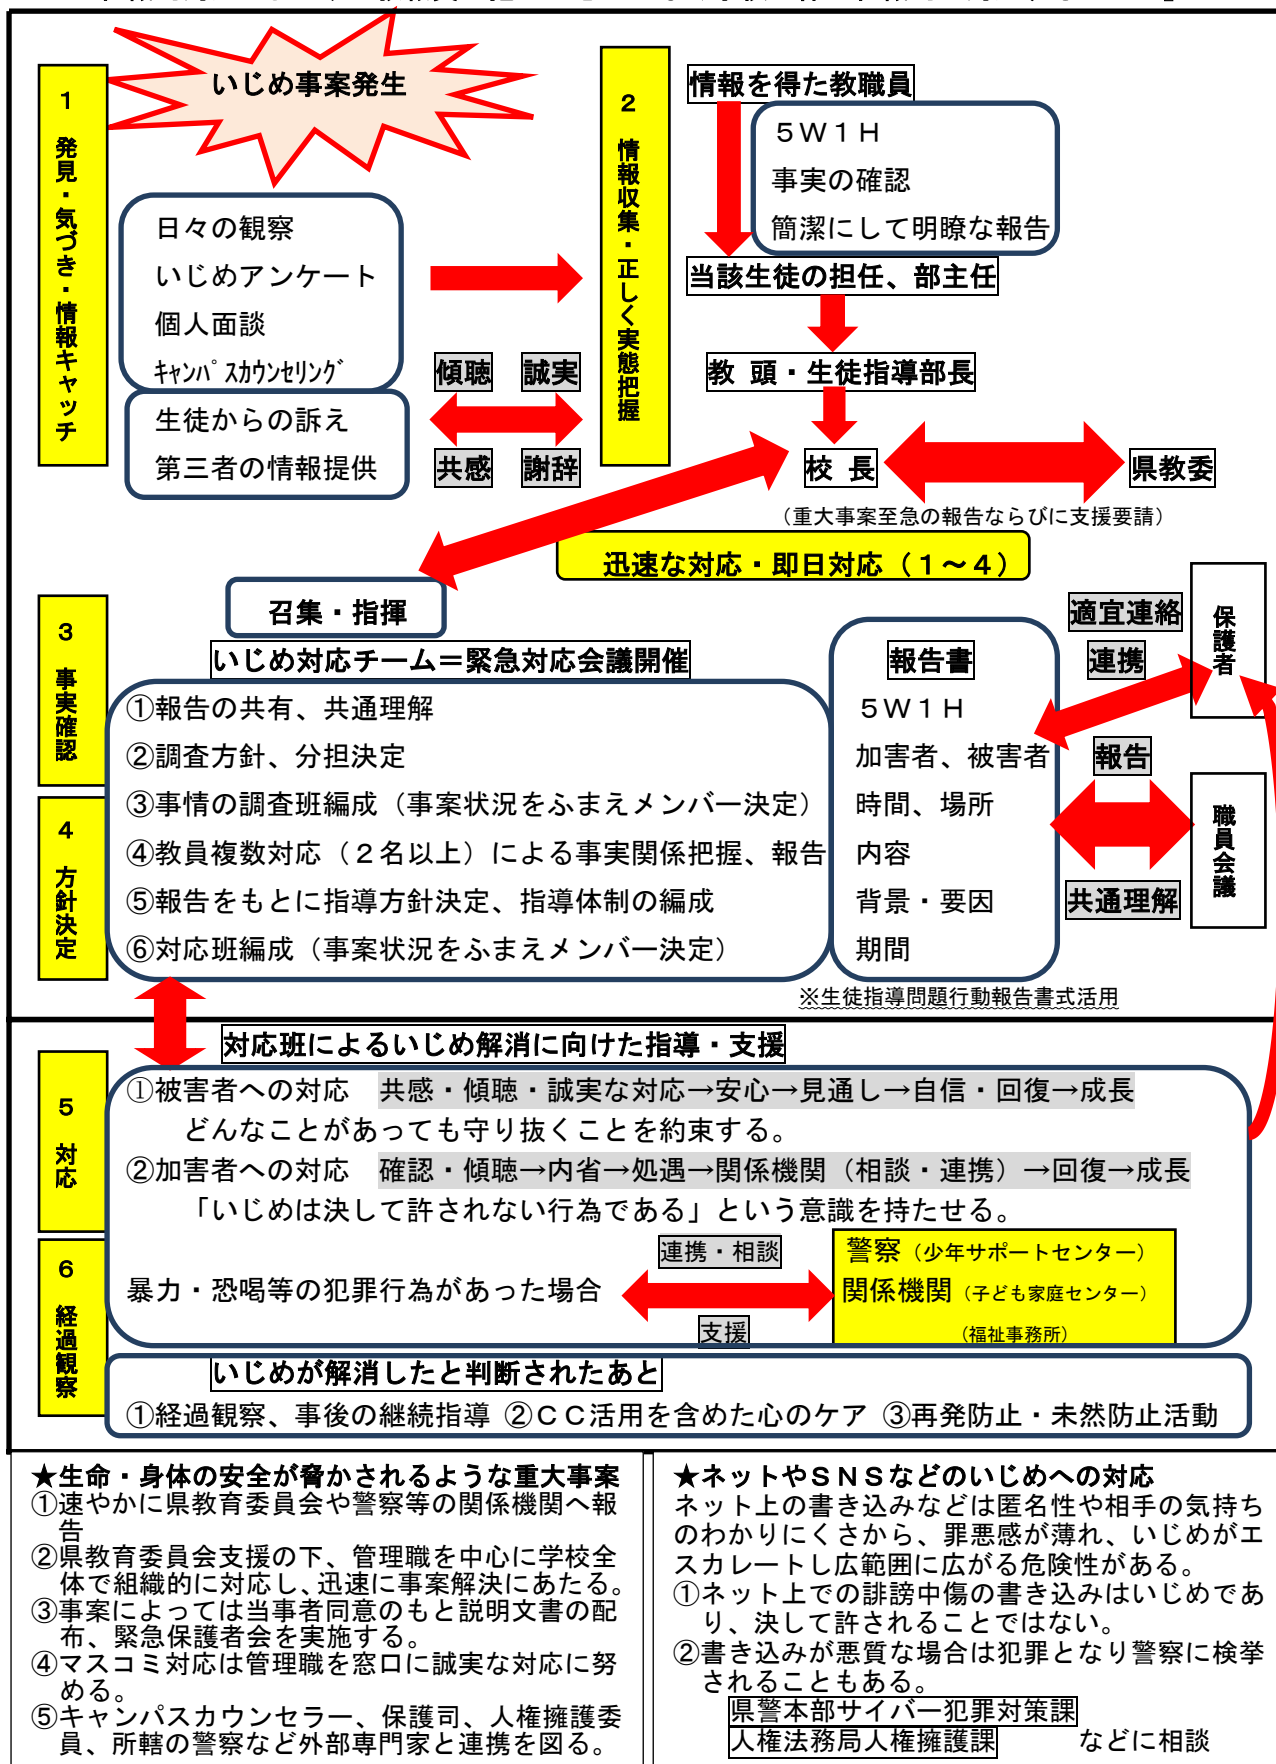 いじめ事案発生
1 発見・気づき・情報キャッチ
日々の観察
いじめアンケート
個人面談
ｷｬﾝﾊﾟｽｶｳﾝｾﾘﾝｸﾞ
生徒からの訴え
第三者の情報提供
傾聴 誠実
共感 謝辞
2 情報収集・正しく実態把握
情報を得た教職員
５Ｗ１Ｈ
事実の確認
簡潔にして明瞭な報告
当該生徒の担任、部主任
教 頭・生徒指導部長
校 長
県教委
（重大事案至急の報告ならびに支援要請）
迅速な対応・即日対応（１～４）
3 事実確認
4 方針決定
召集・指揮
いじめ対応チーム＝緊急対応会議開催
①報告の共有、共通理解
②調査方針、分担決定
③事情の調査班編成（事案状況をふまえメンバー決定）
④教員複数対応（２名以上）による事実関係把握、報告
⑤報告をもとに指導方針決定、指導体制の編成
⑥対応班編成（事案状況をふまえメンバー決定）
報告書
５Ｗ１Ｈ
加害者、被害者
時間、場所
内容
背景・要因
期間
※生徒指導問題行動報告書式活用
適宜連絡
連携
保護者
報告
共通理解
職員会議
対応班によるいじめ解消に向けた指導・支援
5 対応
①被害者への対応　共感・傾聴・誠実な対応→安心→見通し→自信・回復→成長
どんなことがあっても守り抜くことを約束する。
②加害者への対応　確認・傾聴→内省→処遇→関係機関（相談・連携）→回復→成長
「いじめは決して許されない行為である」という意識を持たせる。
6 経過観察
暴力・恐喝等の犯罪行為があった場合
連携・相談
支援
警察（少年サポートセンター）
関係機関（子ども家庭センター）
（福祉事務所）
いじめが解消したと判断されたあと
①経過観察、事後の継続指導 ②ＣＣ活用を含めた心のケア ③再発防止・未然防止活動
★生命・身体の安全が脅かされるような重大事案
①速やかに県教育委員会や警察等の関係機関へ報
告
②県教育委員会支援の下、管理職を中心に学校全
体で組織的に対応し、迅速に事案解決にあたる。
③事案によっては当事者同意のもと説明文書の配
布、緊急保護者会を実施する。
④マスコミ対応は管理職を窓口に誠実な対応に努
める。
⑤キャンパスカウンセラー、保護司、人権擁護委
員、所轄の警察など外部専門家と連携を図る。
★ネットやＳＮＳなどのいじめへの対応
ネット上の書き込みなどは匿名性や相手の気持ち
のわかりにくさから、罪悪感が薄れ、いじめがエ
スカレートし広範囲に広がる危険性がある。
①ネット上での誹謗中傷の書き込みはいじめであ
り、決して許されることではない。
②書き込みが悪質な場合は犯罪となり警察に検挙
されることもある。
県警本部サイバー犯罪対策課
人権法務局人権擁護課　などに相談